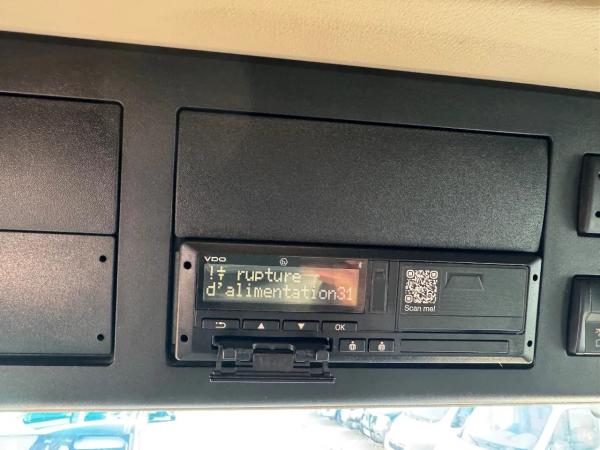 VDO
!‡ rupture
d'alimentation31
Scan me!
OK